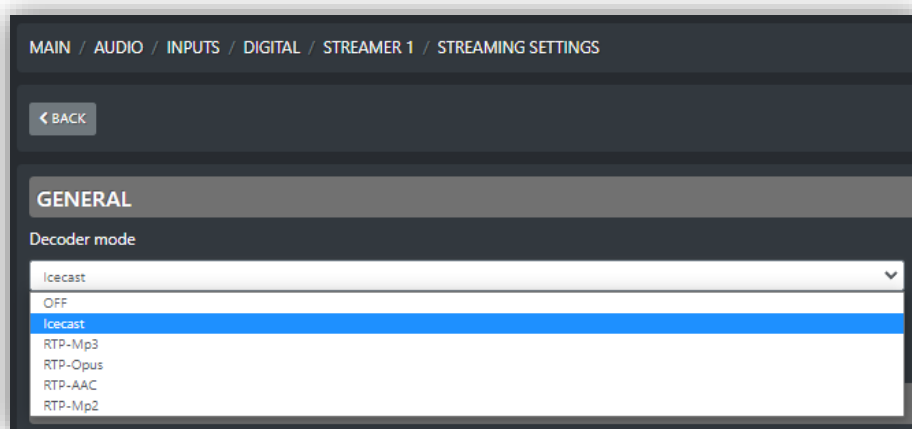 MAIN / AUDIO / INPUTS / DIGITAL / STREAMER 1 / STREAMING SETTINGS
BACK
GENERAL
Decoder mode
Icecast
OFF
Icecast
RTP-Mp3
RTP-Opus
RTP-AAC
RTP-Mp2